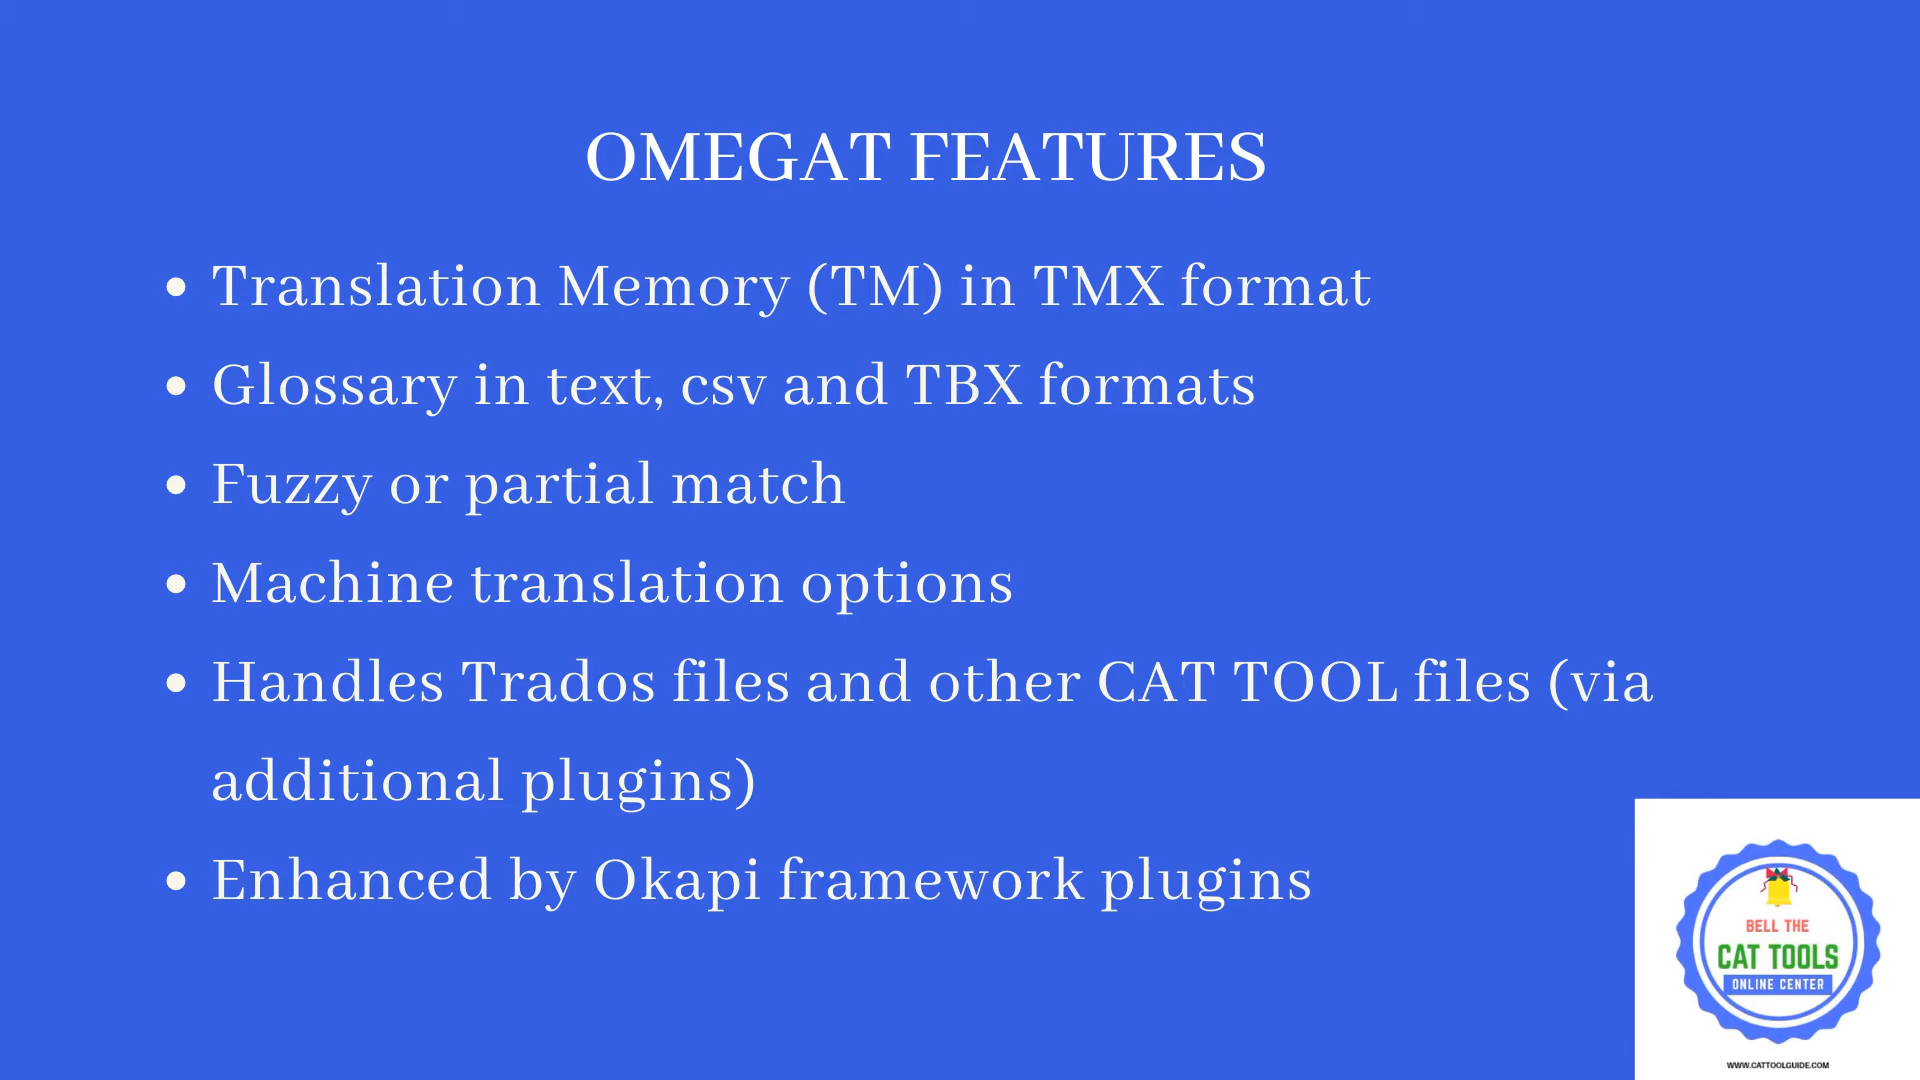 OMEGAT FEATURES
• Translation Memory (TM) in TMX format
• Glossary in text, csv and TBX formats
• Fuzzy or partial match
• Machine translation options
• Handles Trados files and other CAT TOOL files (via
additional plugins)
• Enhanced by Okapi framework plugins
BELL THE
CAT TOOLS
ONLINE CENTER
WWW.CATTOOLGUIDE.COM